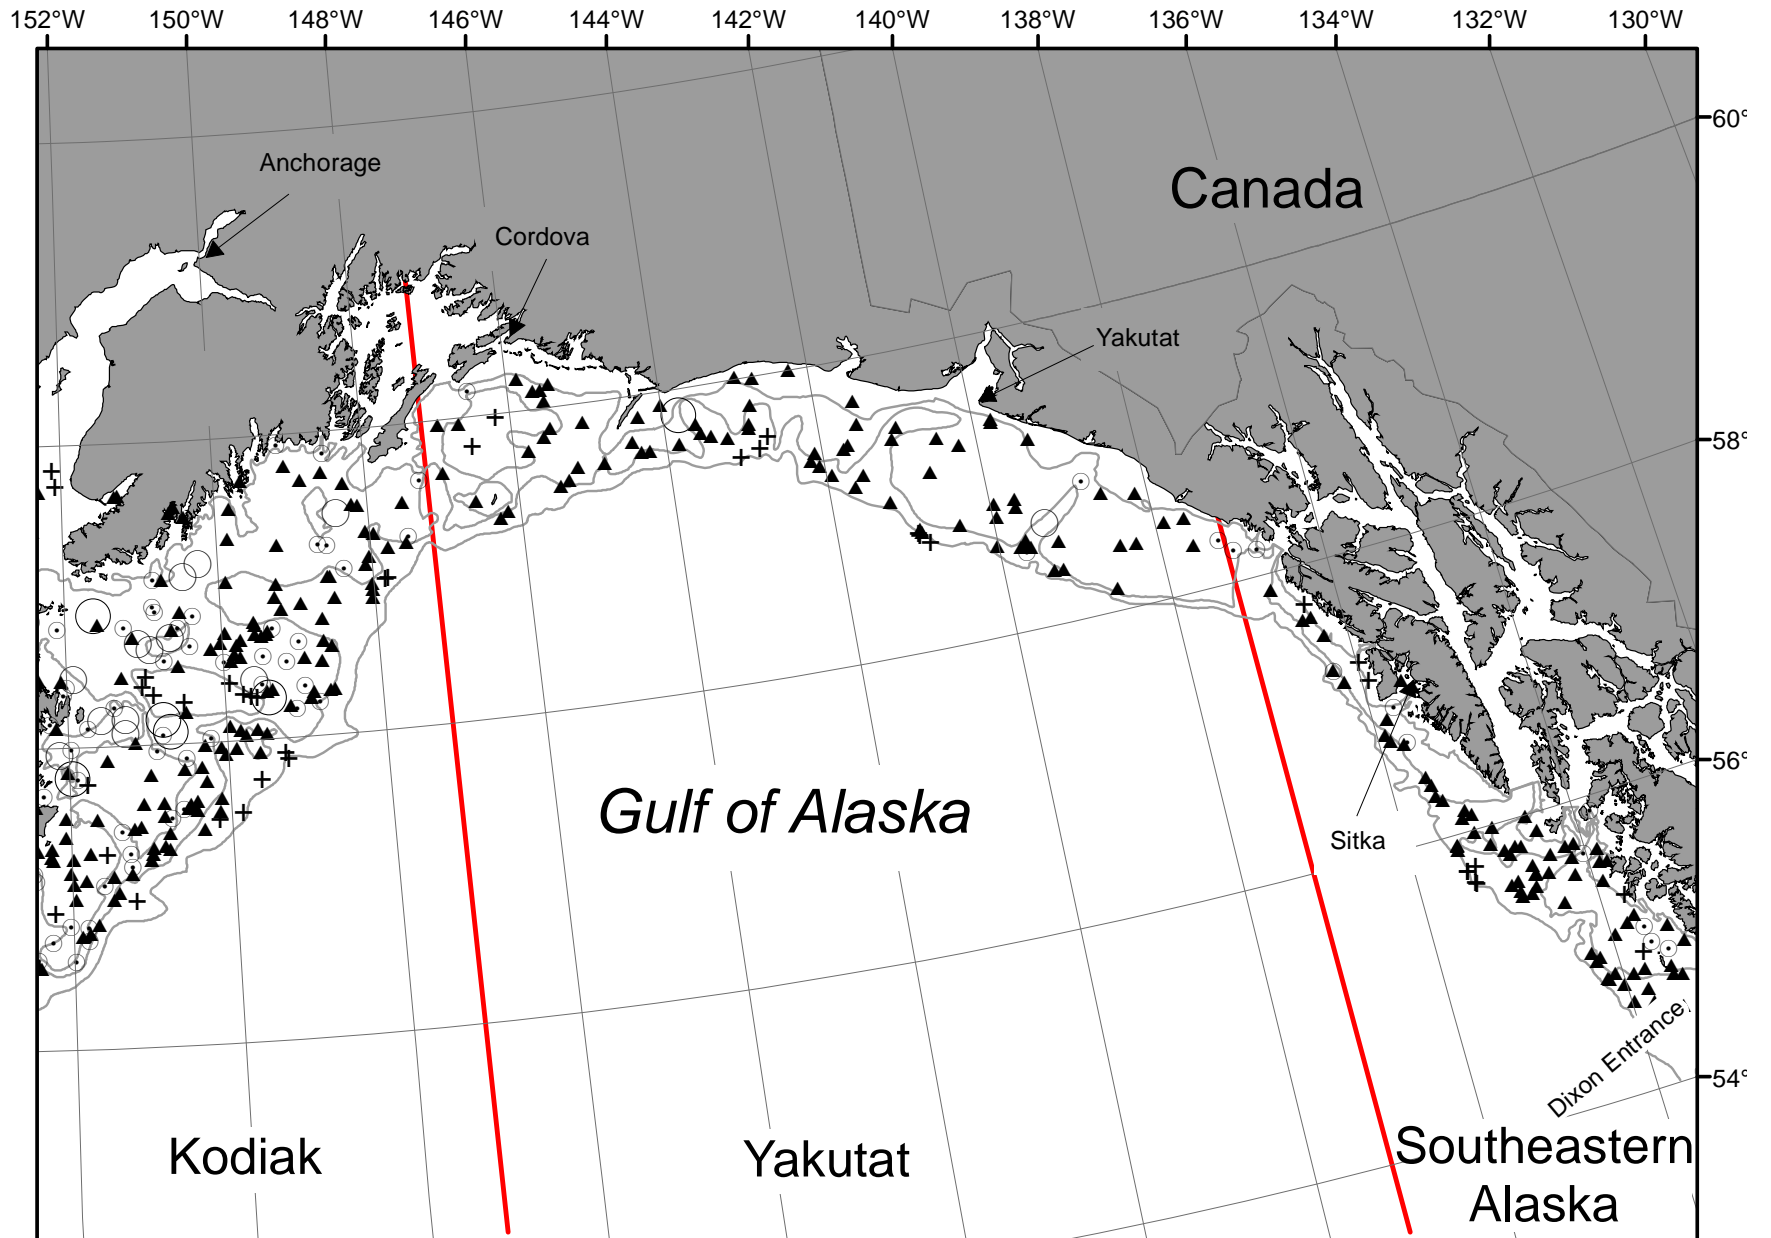 152°W 150°W 148°W 146°W 144°W 142°W 140°W 138°W 136°W 134°W 132°W 130°W
60°
Anchorage
Canada
Cordova
Yakutat
58°
56°
Gulf of Alaska
Sitka
Dixon Entrance
54°
Kodiak
Yakutat
Southeastern
Alaska